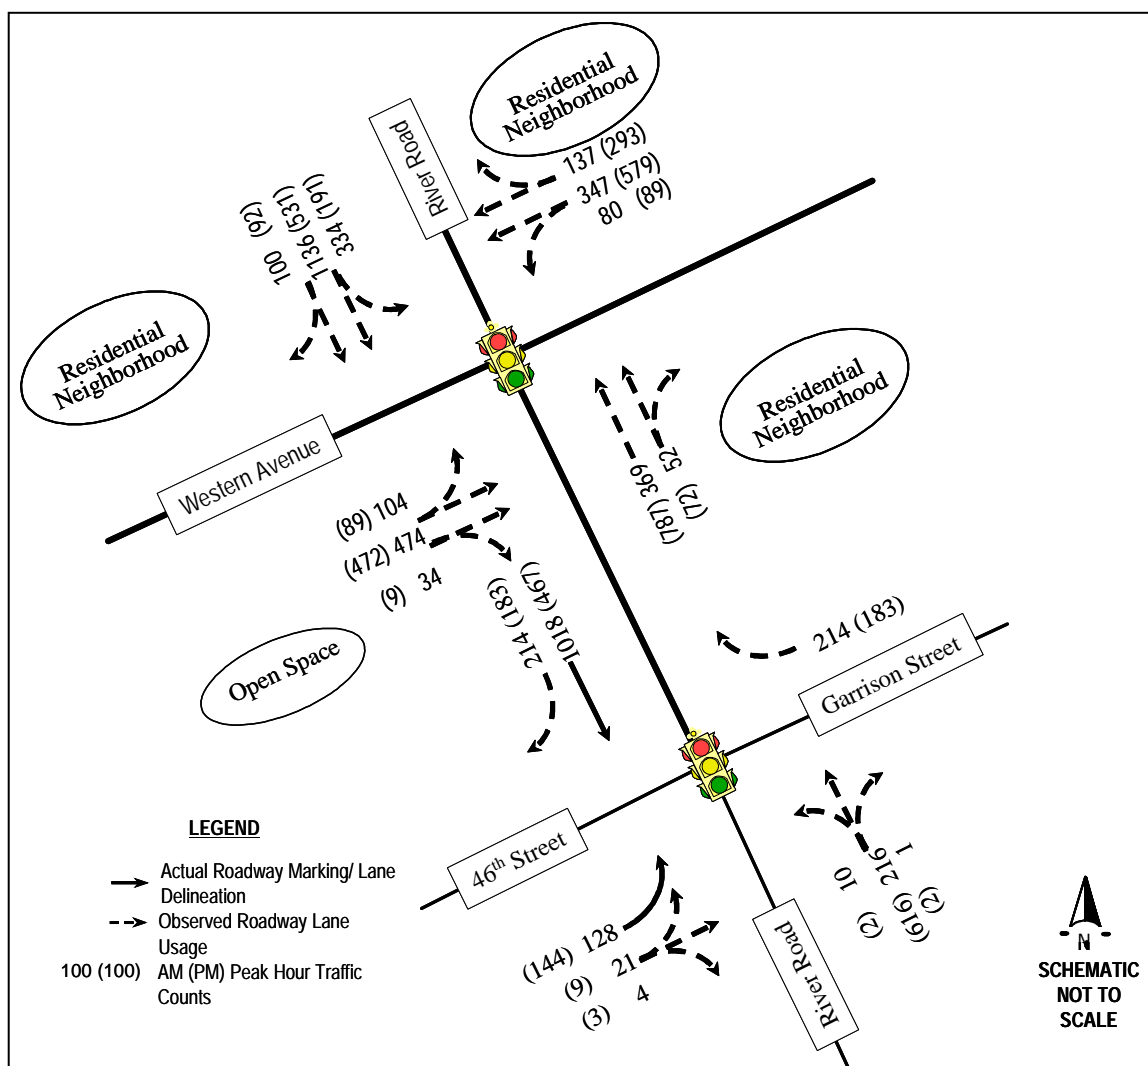 Residential
Neighborhood
River Road
137 (293)
347 (579)
80 (89)
100 (92)
1136 (531)
334 (191)
Residential
Neighborhood
Residential
Neighborhood
Western Avenue
(787) 369
(72) 52
(89) 104
(472) 474
(9) 34
214 (183)
1018 (467)
214 (183)
Garrison Street
Open Space
46th Street
(2) 10
(616) 216
(2) 1
(144) 128
(9) 21
(3) 4
River Road
LEGEND
Actual Roadway Marking/ Lane
Delineation
Observed Roadway Lane
Usage
100 (100) AM (PM) Peak Hour Traffic
Counts
N
SCHEMATIC
NOT TO
SCALE